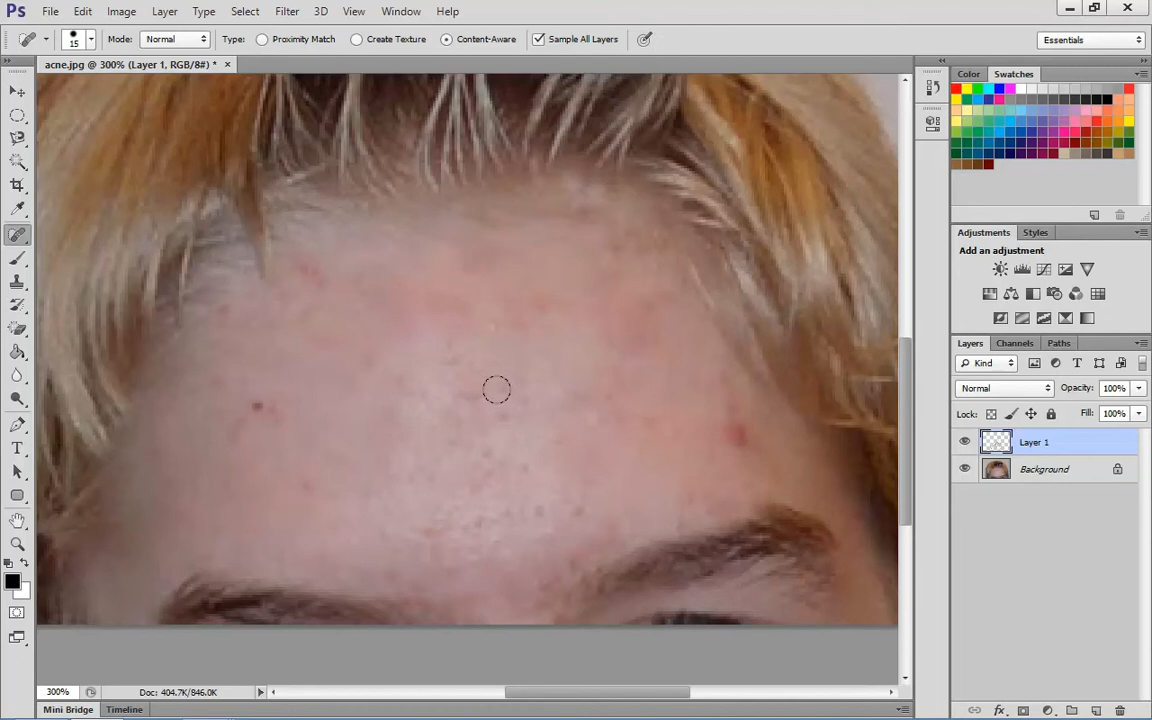 Ps File Edit Image Layer Type Select Filter 3D View Window Help
15 Mode: Normal Type: Proximity Match Create Texture Content-Aware Sample All Layers Essentials
acne.jpg @ 300% (Layer 1, RGB/8#) * ×
Color Swatches
Adjustments Styles
Add an adjustment
Layers Channels Paths
Kind
Normal Opacity: 100%
Lock: Fill: 100%
Layer 1
Background
300% Doc: 404.7K/846.0K
Mini Bridge Timeline
fx